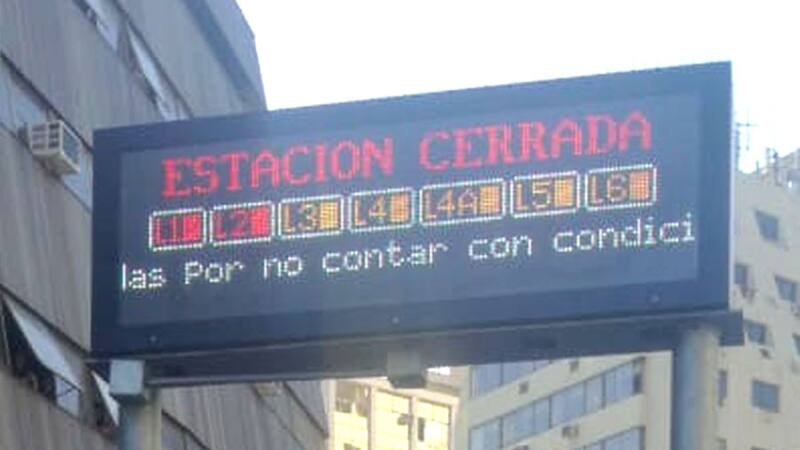 ESTACION CERRADA
L1 L2 L3 L4 L4A L5 L6
las Por no contar con condici